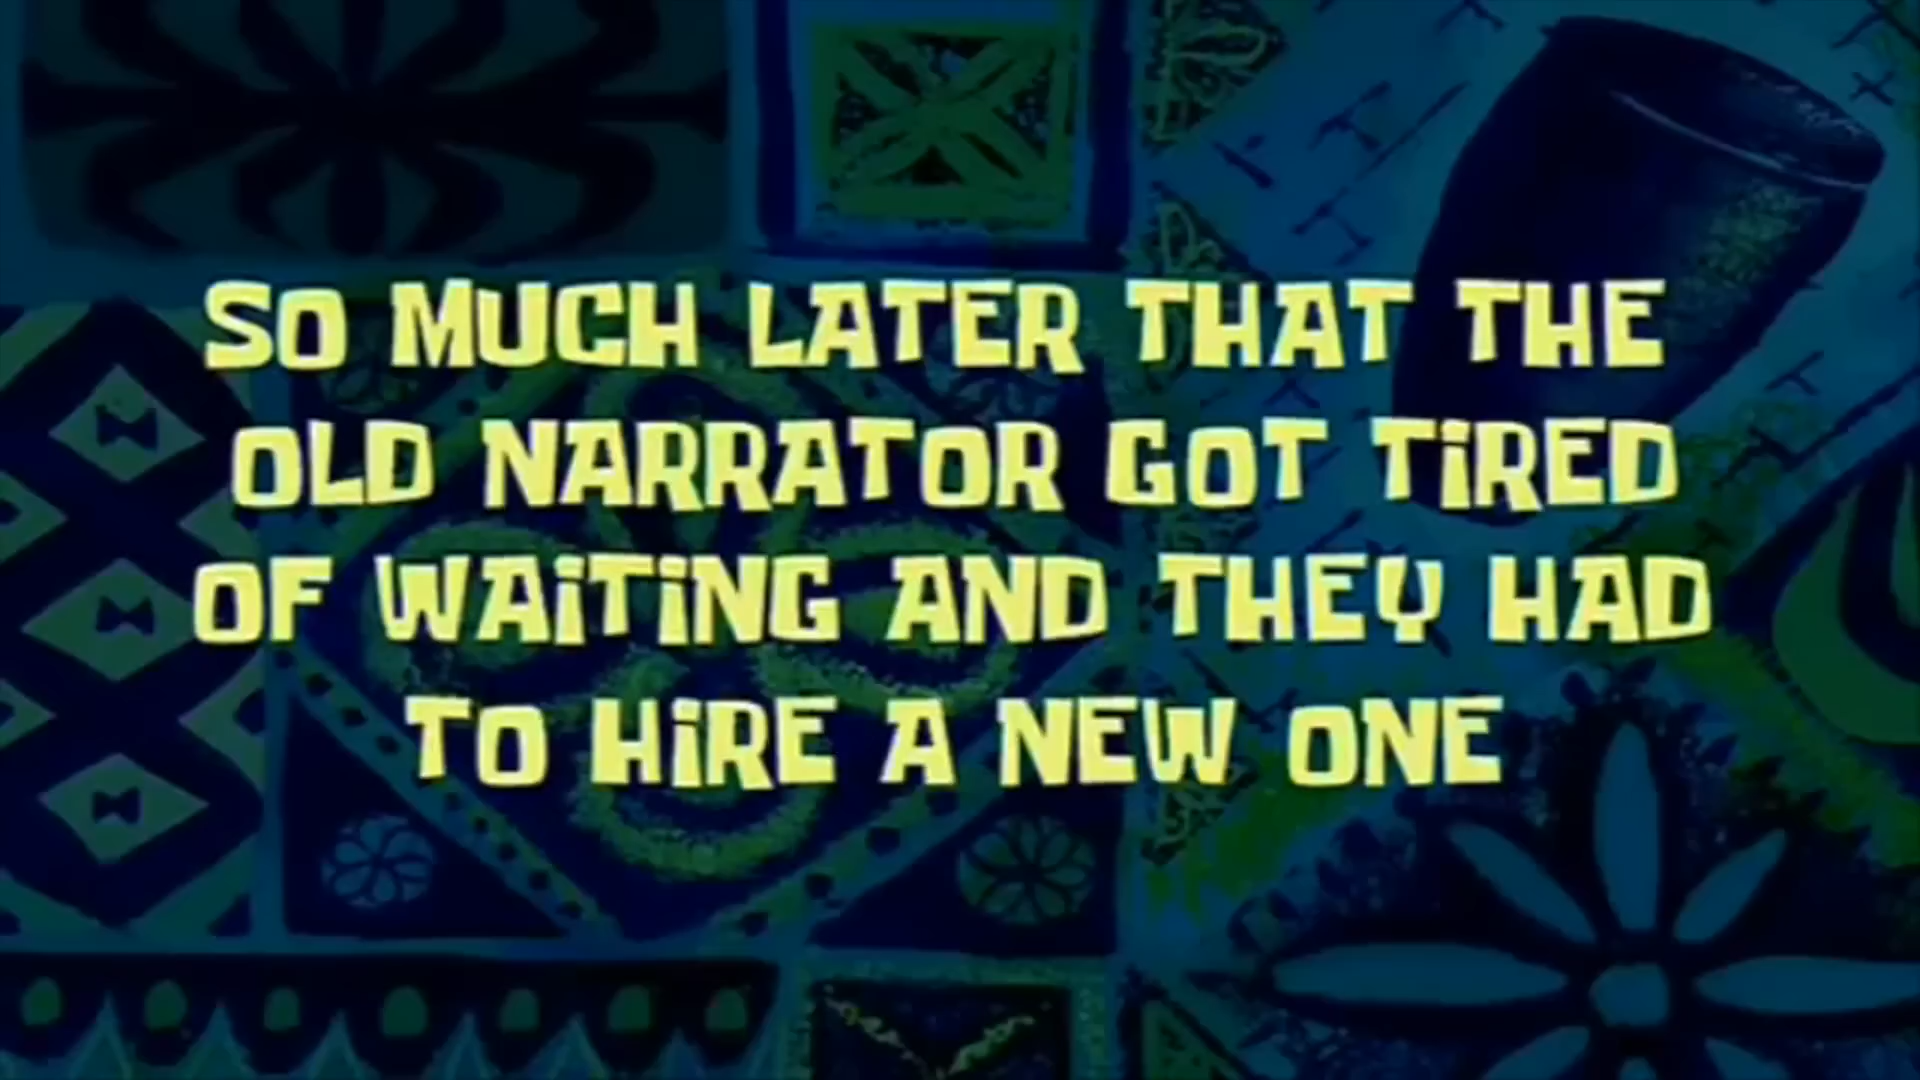 SO MUCH LATER THAT THE
OLD NARRATOR GOT TiRED
OF WAiTiNG AND THEY HAD
TO HiRE A NEW ONE